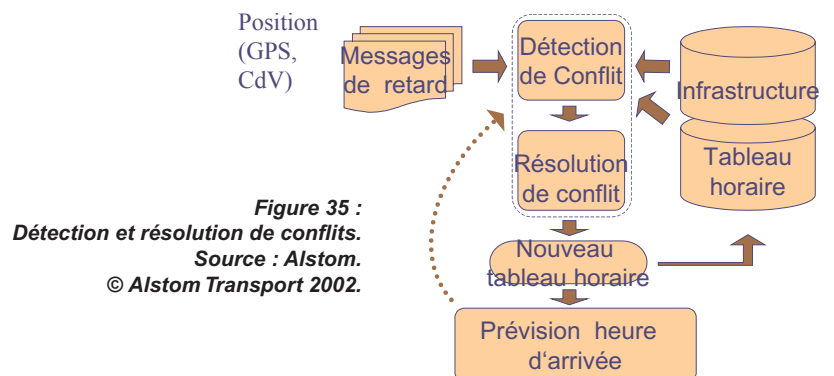 Position
(GPS,
CdV)
Messages
de retard
Détection
de Conflit
Infrastructure
Tableau
horaire
Résolution
de conflit
Figure 35 :
Détection et résolution de conflits.
Source : Alstom.
© Alstom Transport 2002.
Nouveau
tableau horaire
Prévision heure
d'arrivée